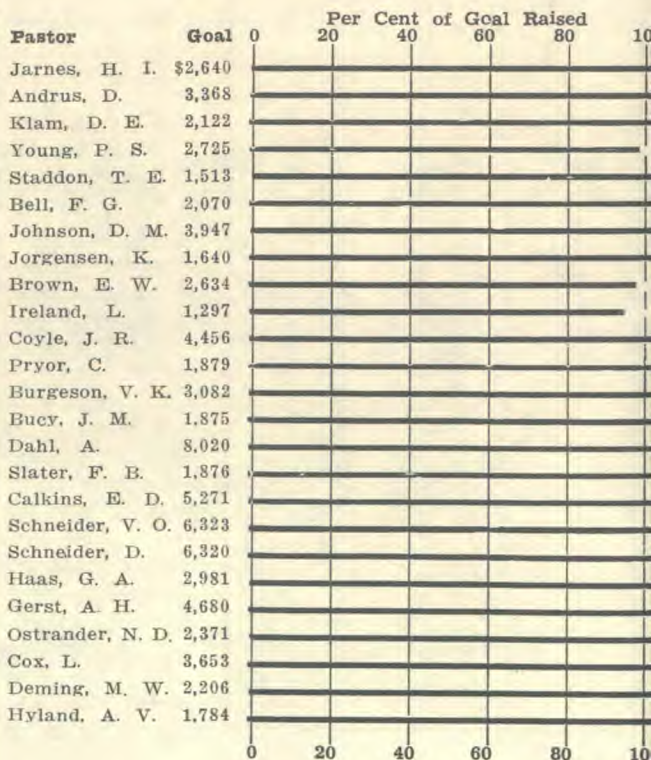 Per Cent of Goal Raised
Pastor Goal 0 20 40 60 80 10
Jarnes, H. I. $2,640
Andrus, D. 3,368
Klam, D. E. 2,122
Young, P. S. 2,725
Staddon, T. E. 1,513
Bell, F. G. 2,070
Johnson, D. M. 3,947
Jorgensen, K. 1,640
Brown, E. W. 2,634
Ireland, L. 1,297
Coyle, J. R. 4,456
Pryor, C. 1,879
Burgeson, V. K. 3,082
Bucy, J. M. 1,875
Dahl, A. 8,020
Slater, F. B. 1,876
Calkins, E. D. 5,271
Schneider, V. O. 6,323
Schneider, D. 6,320
Haas, G. A. 2,981
Gerst, A. H. 4,680
Ostrander, N. D. 2,371
Cox, L. 3,653
Deming, M. W. 2,206
Hyland, A. V. 1,784
0 20 40 60 80 10